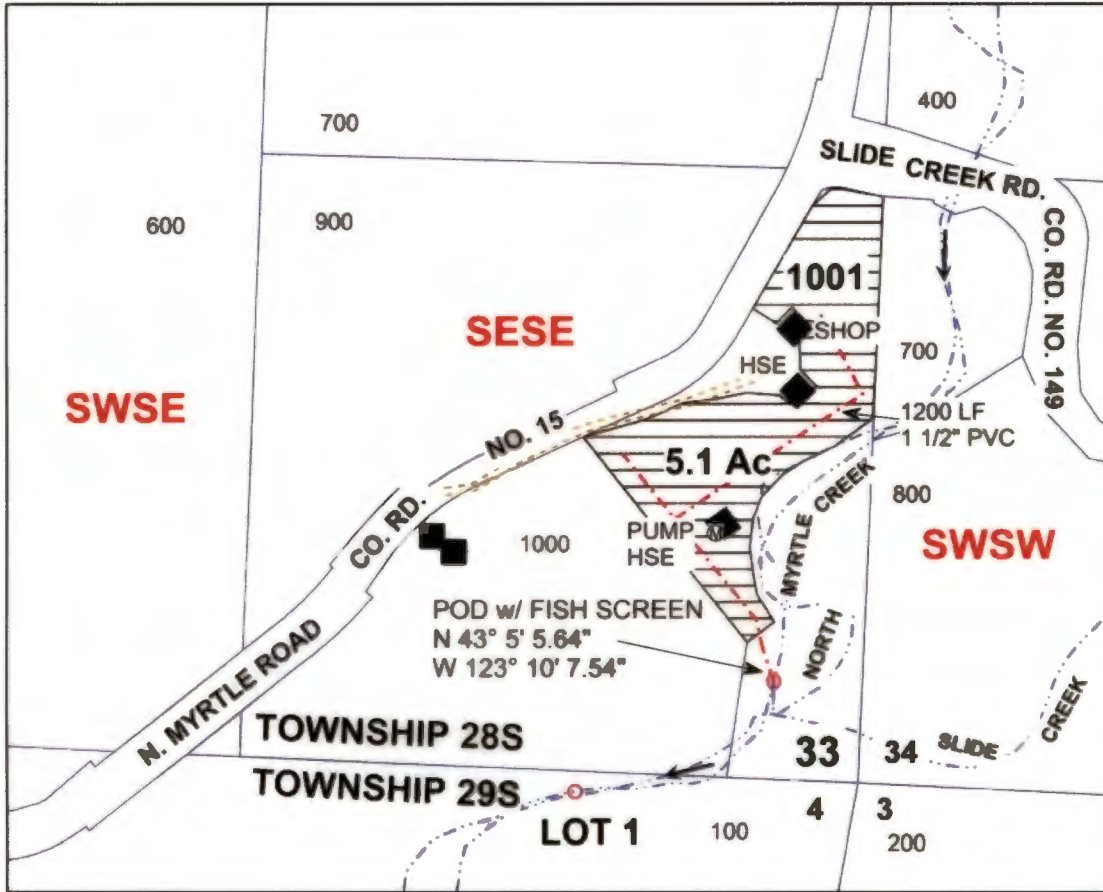 400
700
SLIDE CREEK RD.
CO. RD. NO. 149
600
900
1001
SESE
ESHOP
700
HSE
SWSE
1200 LF
1 1/2" PVC
NO. 15
5.1 Ac
MYRTLE CREEK
800
CO. RD.
PUMP
HSE
M
1000
SWSW
POD w/ FISH SCREEN
N 43° 5' 5.64"
W 123° 10' 7.54"
NORTH
N. MYRTLE ROAD
TOWNSHIP 28S
33
34
SLIDE CREEK
TOWNSHIP 29S
4
3
LOT 1
100
200